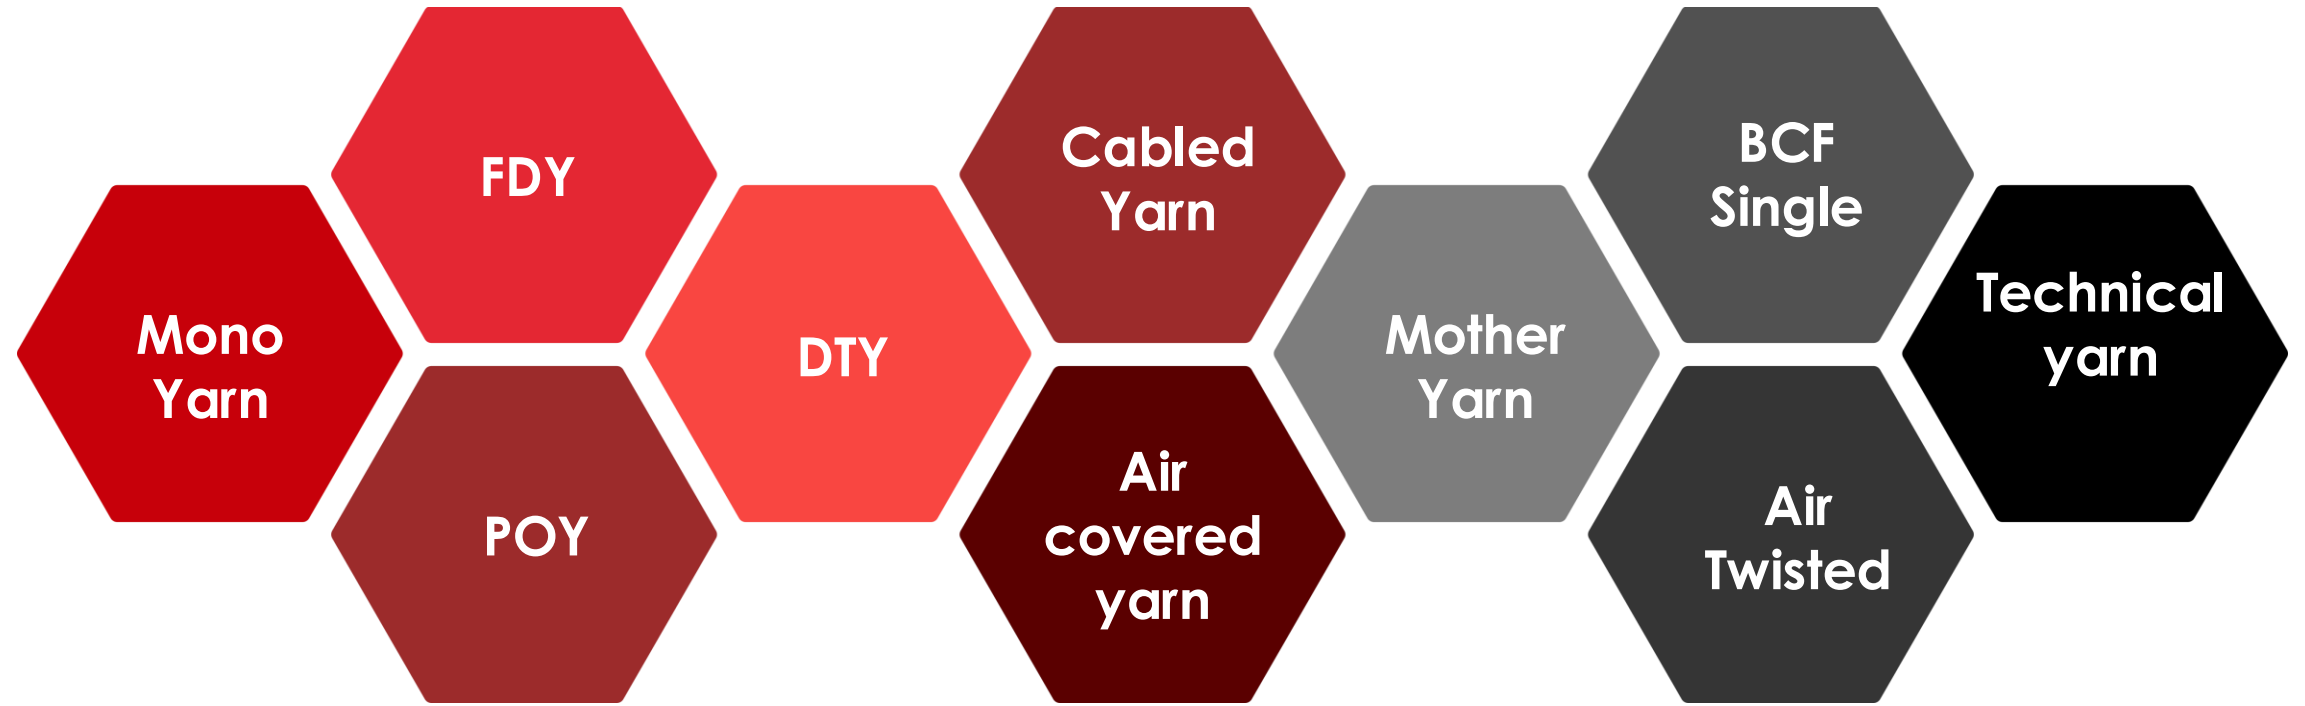 Mono
Yarn
FDY
POY
DTY
Cabled
Yarn
Air
covered
yarn
Mother
Yarn
BCF
Single
Air
Twisted
Technical
yarn